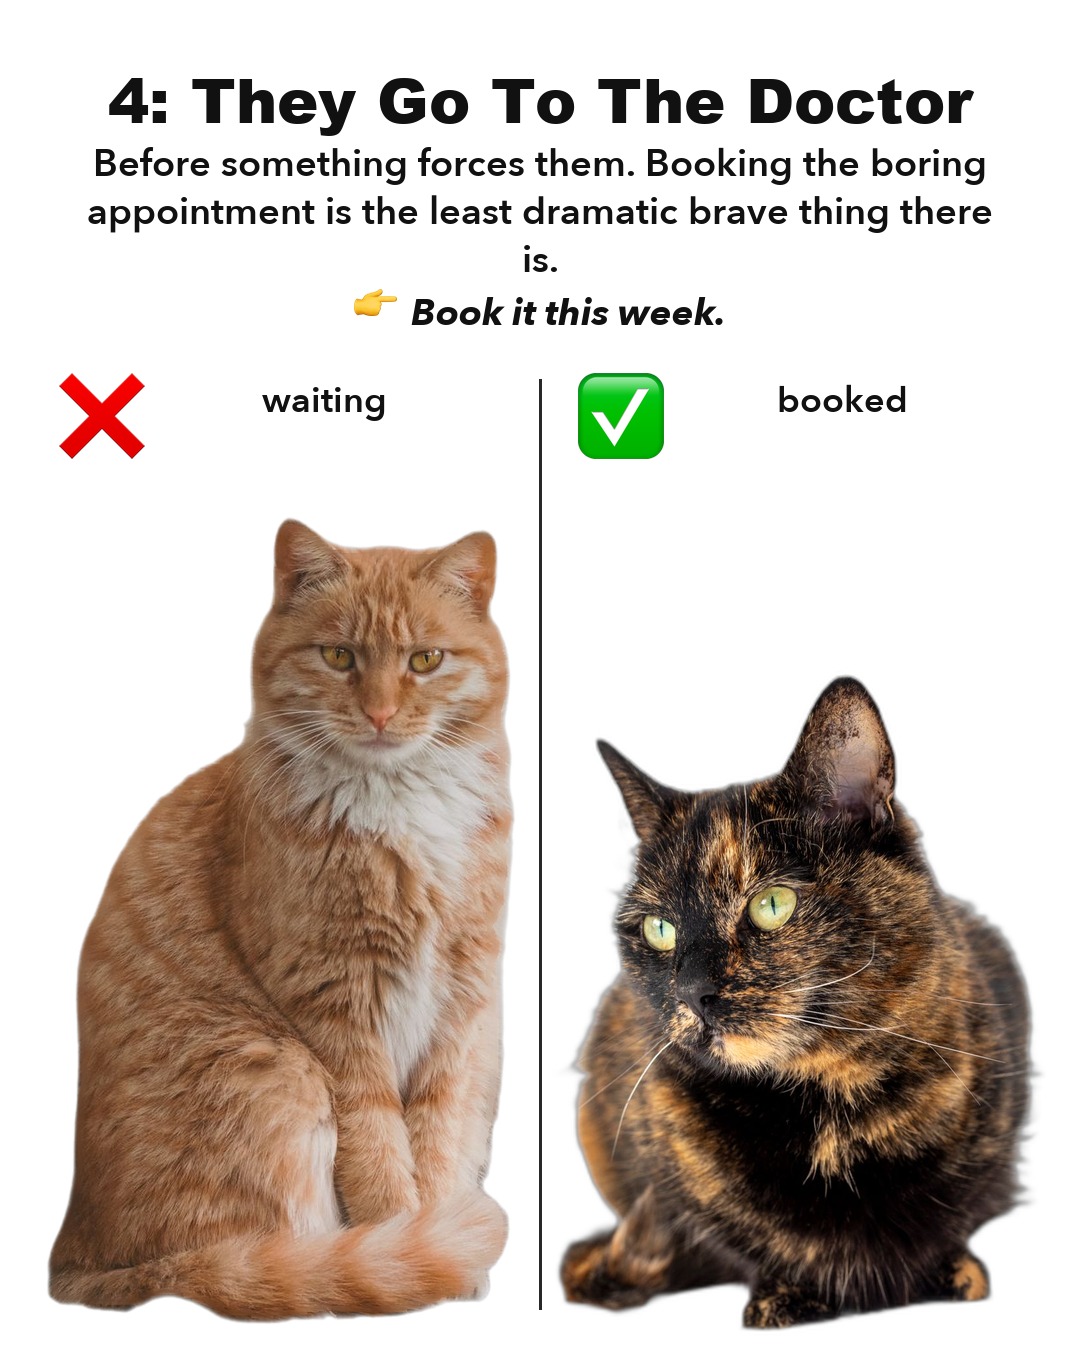 4: They Go To The Doctor
Before something forces them. Booking the boring
appointment is the least dramatic brave thing there
is.
👉 Book it this week.
❌ waiting
✅ booked